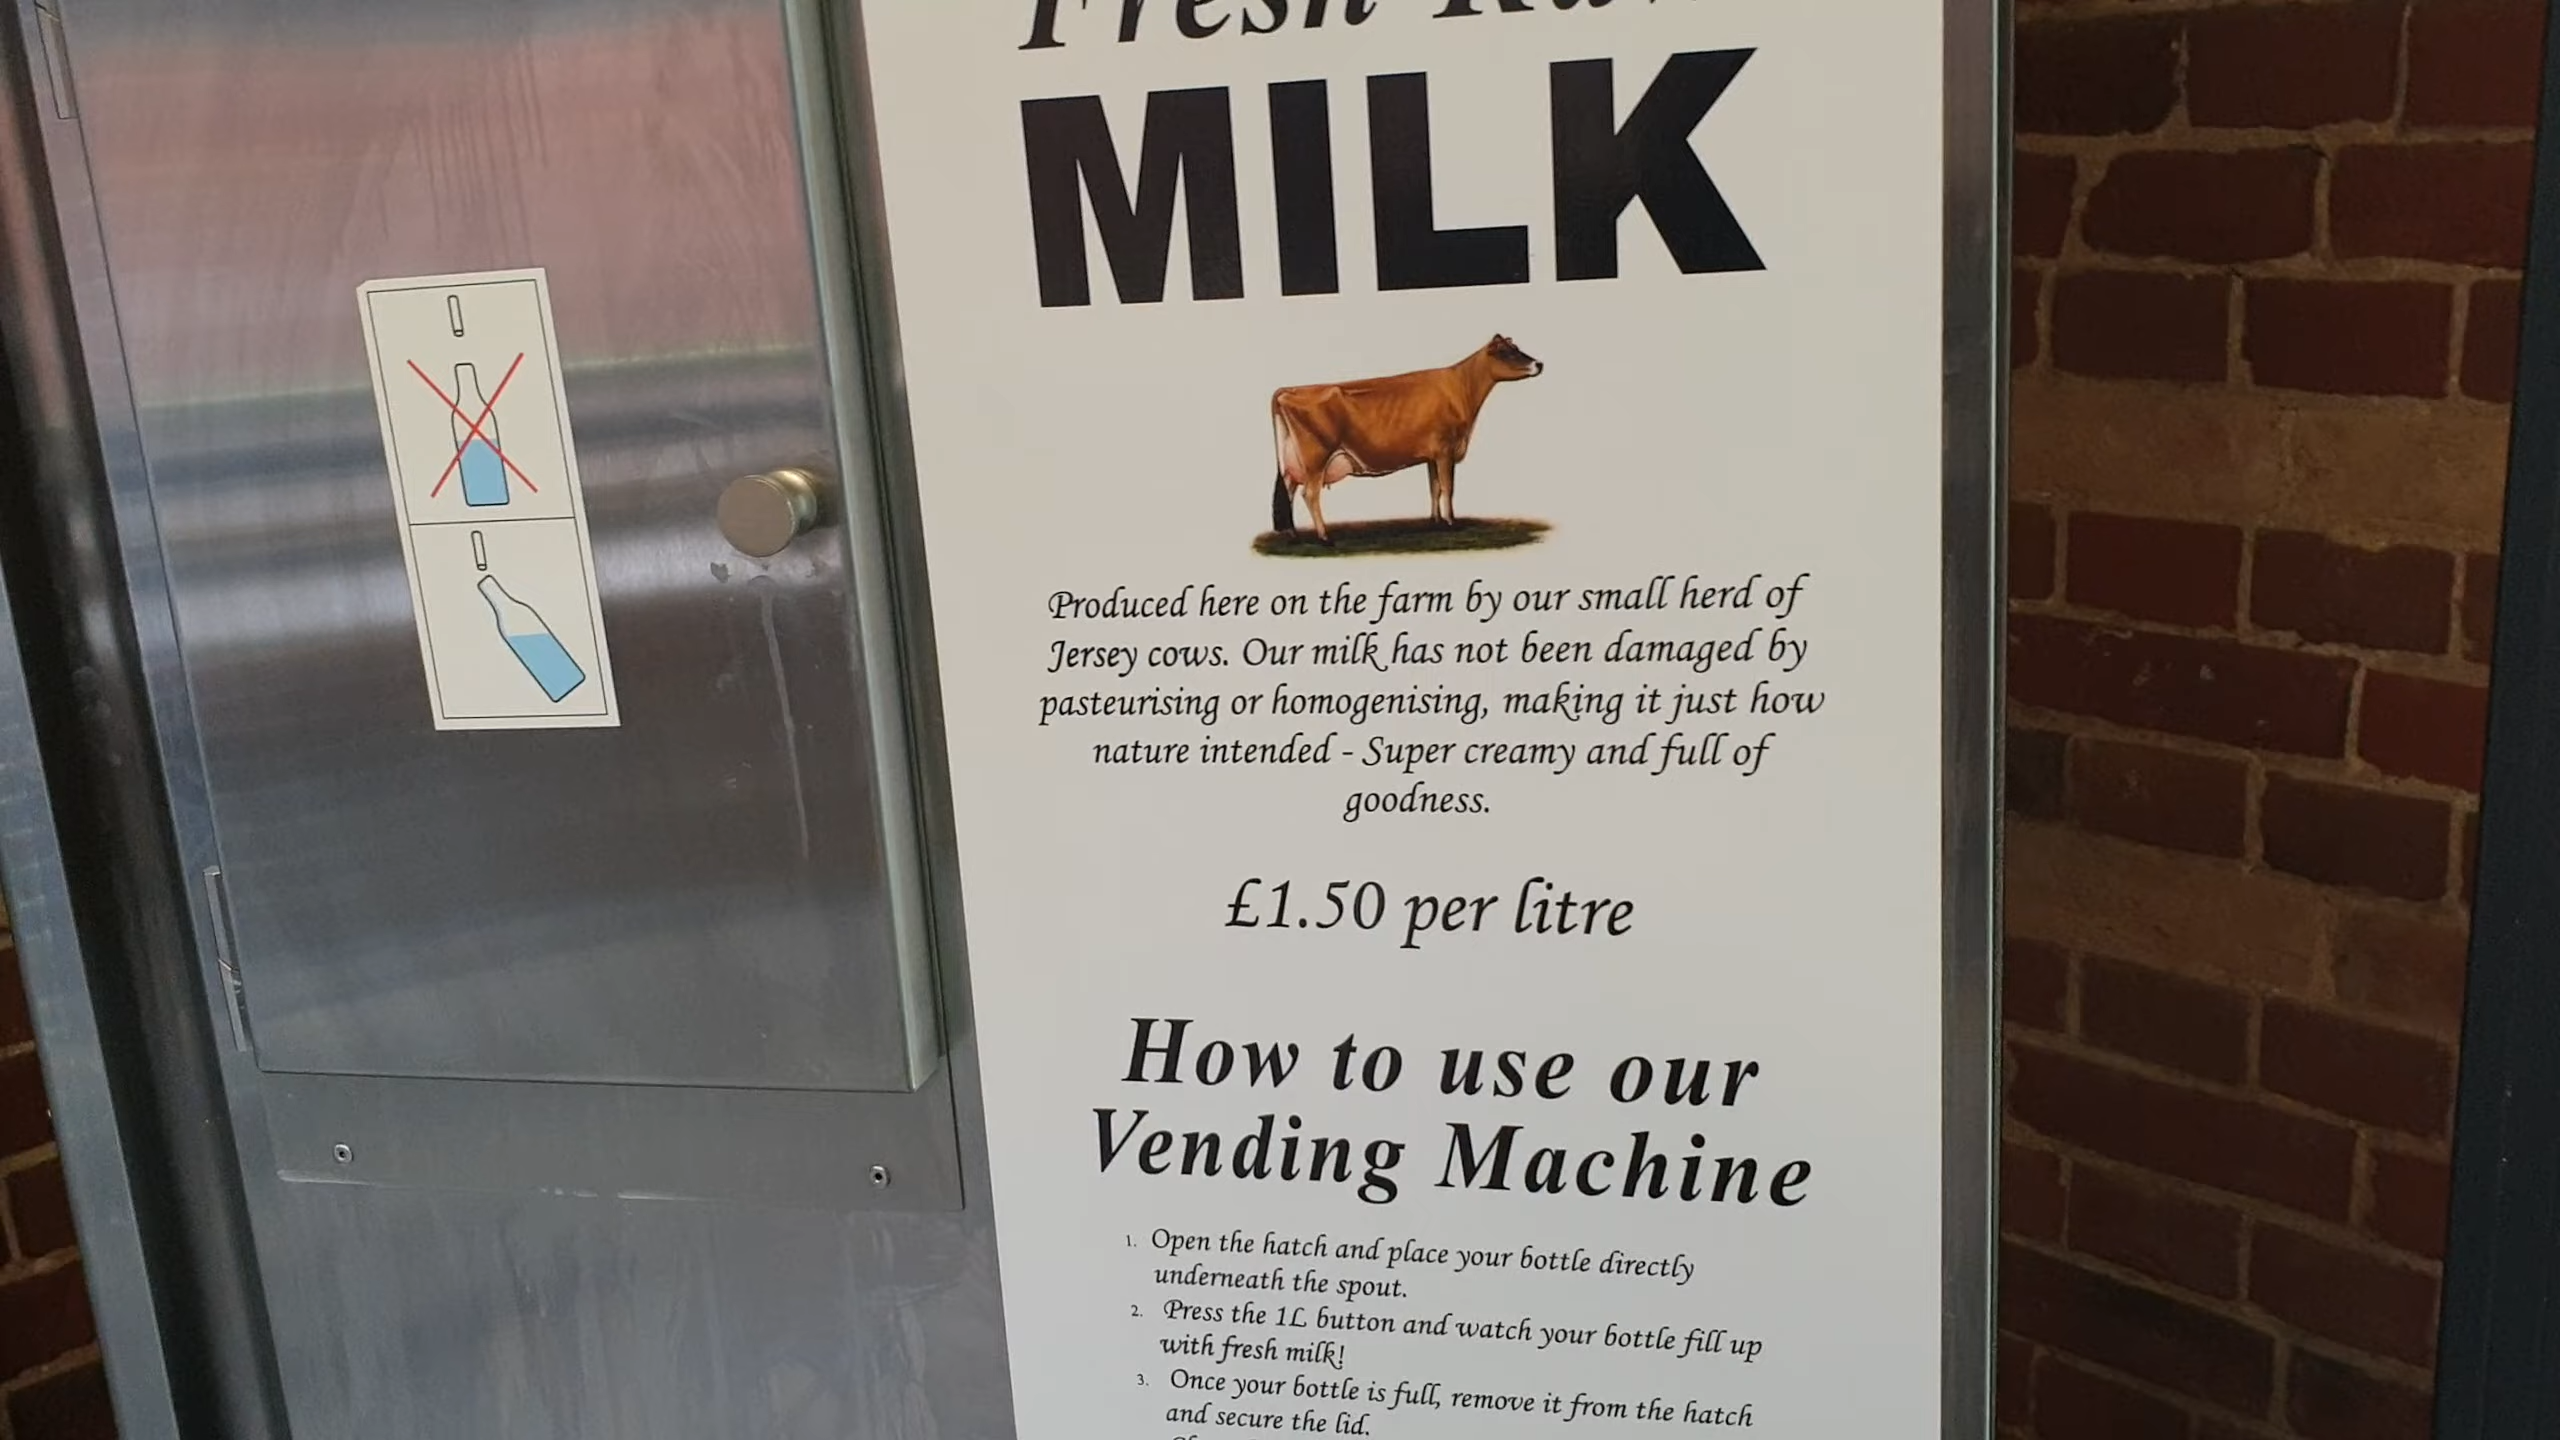 Fresh Raw
MILK
Produced here on the farm by our small herd of
Jersey cows. Our milk has not been damaged by
pasteurising or homogenising, making it just how
nature intended - Super creamy and full of
goodness.
£1.50 per litre
How to use our
Vending Machine
1. Open the hatch and place your bottle directly
underneath the spout.
2. Press the 1L button and watch your bottle fill up
with fresh milk!
3. Once your bottle is full, remove it from the hatch
and secure the lid.